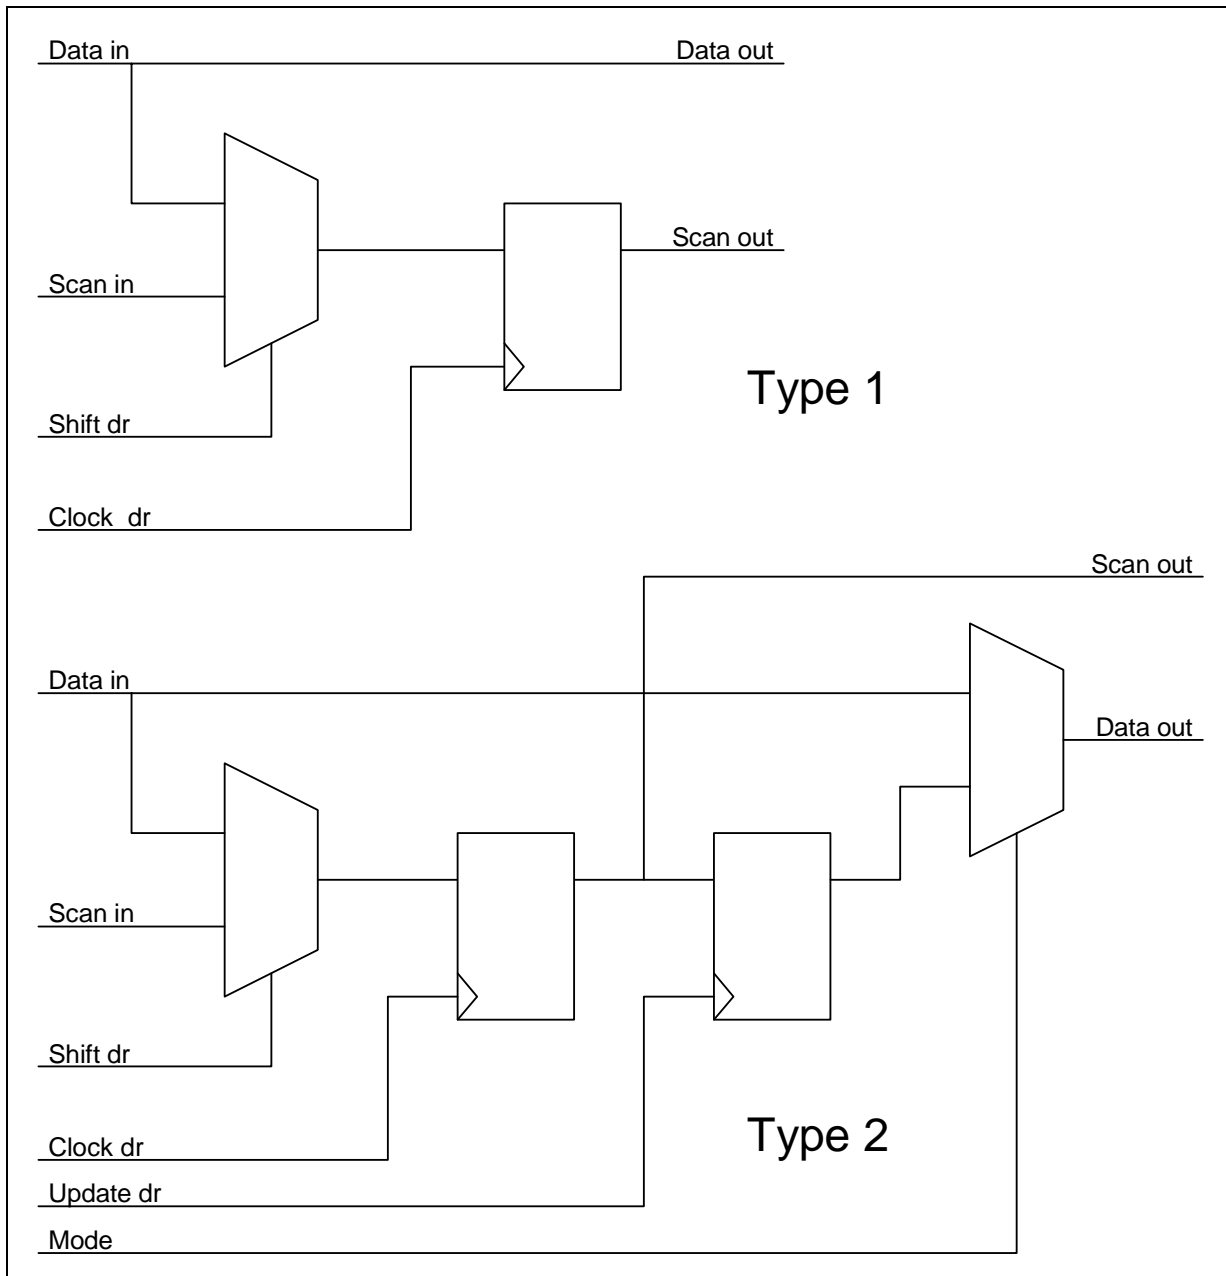 Data in
Data out
Scan out
Scan in
Type 1
Shift dr
Clock  dr
Scan out
Data in
Data out
Scan in
Shift dr
Type 2
Clock dr
Update dr
Mode